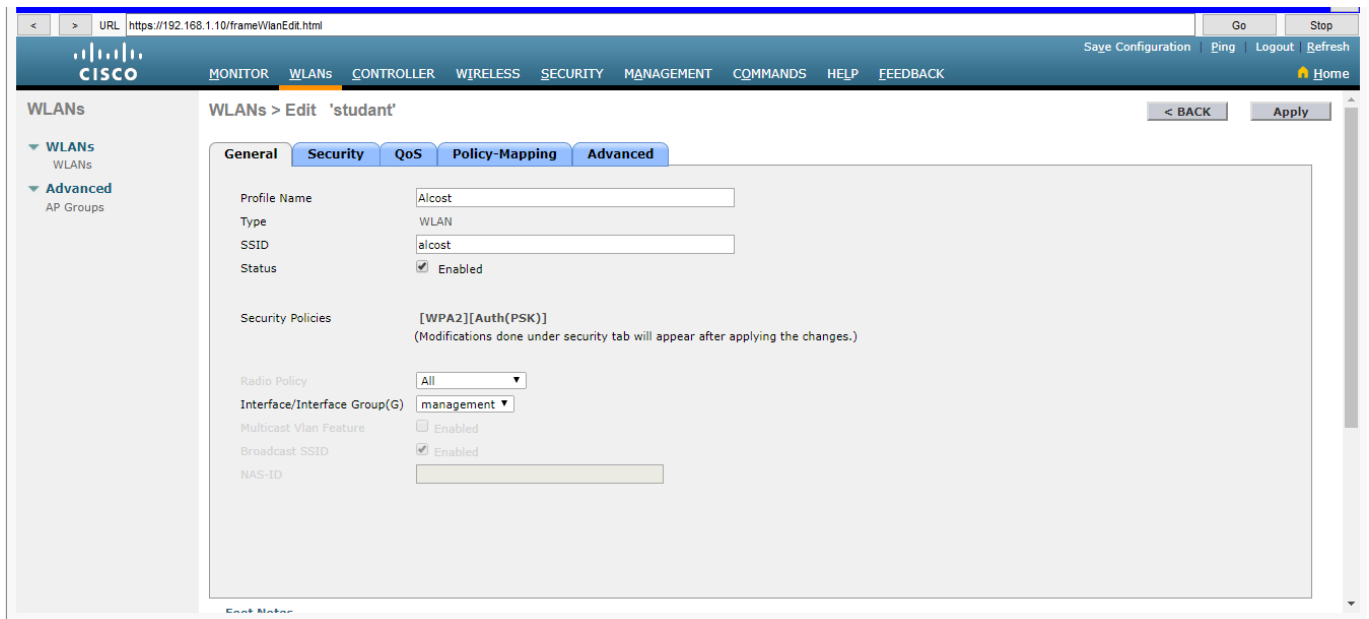 < > URL https://192.168.1.10/frameWlanEdit.html Go Stop
Save Configuration | Ping | Logout | Refresh
CISCO MONITOR WLANs CONTROLLER WIRELESS SECURITY MANAGEMENT COMMANDS HELP FEEDBACK Home
WLANs
WLANs
WLANs
Advanced
AP Groups
WLANs > Edit 'studant'
< BACK Apply
General Security QoS Policy-Mapping Advanced
Profile Name Alcost
Type WLAN
SSID alcost
Status Enabled
Security Policies [WPA2][Auth(PSK)]
(Modifications done under security tab will appear after applying the changes.)
Radio Policy All
Interface/Interface Group(G) management
Multicast Vlan Feature Enabled
Broadcast SSID Enabled
NAS-ID
Foot Notes